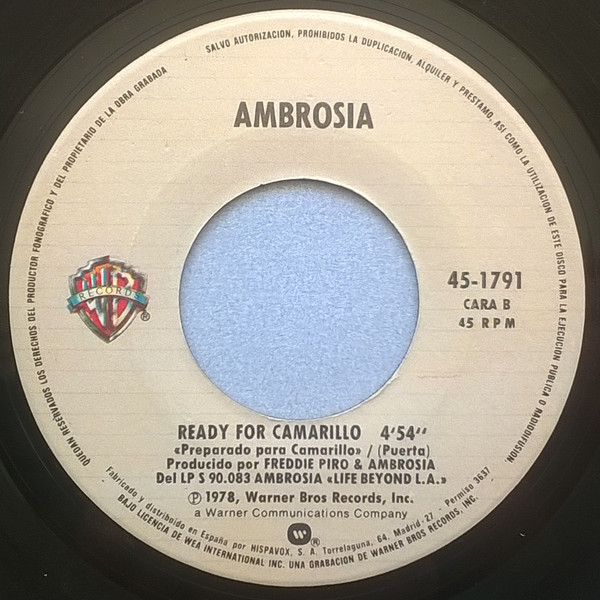 QUEDAN RESERVADOS LOS DERECHOS DEL PRODUCTOR FONOGRAFICO Y DEL PROPIETARIO DE LA OBRA GRABADA
SALVO AUTORIZACION, PROHIBIDOS LA DUPLICACION, ALQUILER Y PRESTAMO, ASI COMO LA UTILIZACION DE ESTE DISCO PARA LA EJECUCION PUBLICA O RADIODIFUSION
AMBROSIA
RECORDS ®
45-1791
CARA B
45 RPM
READY FOR CAMARILLO 4'54''
«Preparado para Camarillo» / (Puerta)
Producido por FREDDIE PIRO & AMBROSIA
Del LP S 90.083 AMBROSIA «LIFE BEYOND L.A.»
℗ 1978, Warner Bros Records, Inc.
a Warner Communications Company
W ®
Fabricado y distribuido en España por HISPAVOX, S. A. Torrelaguna, 64. Madrid-27 - Permiso 3637
BAJO LICENCIA DE WEA INTERNATIONAL INC. UNA GRABACION DE WARNER BROS RECORDS, INC.